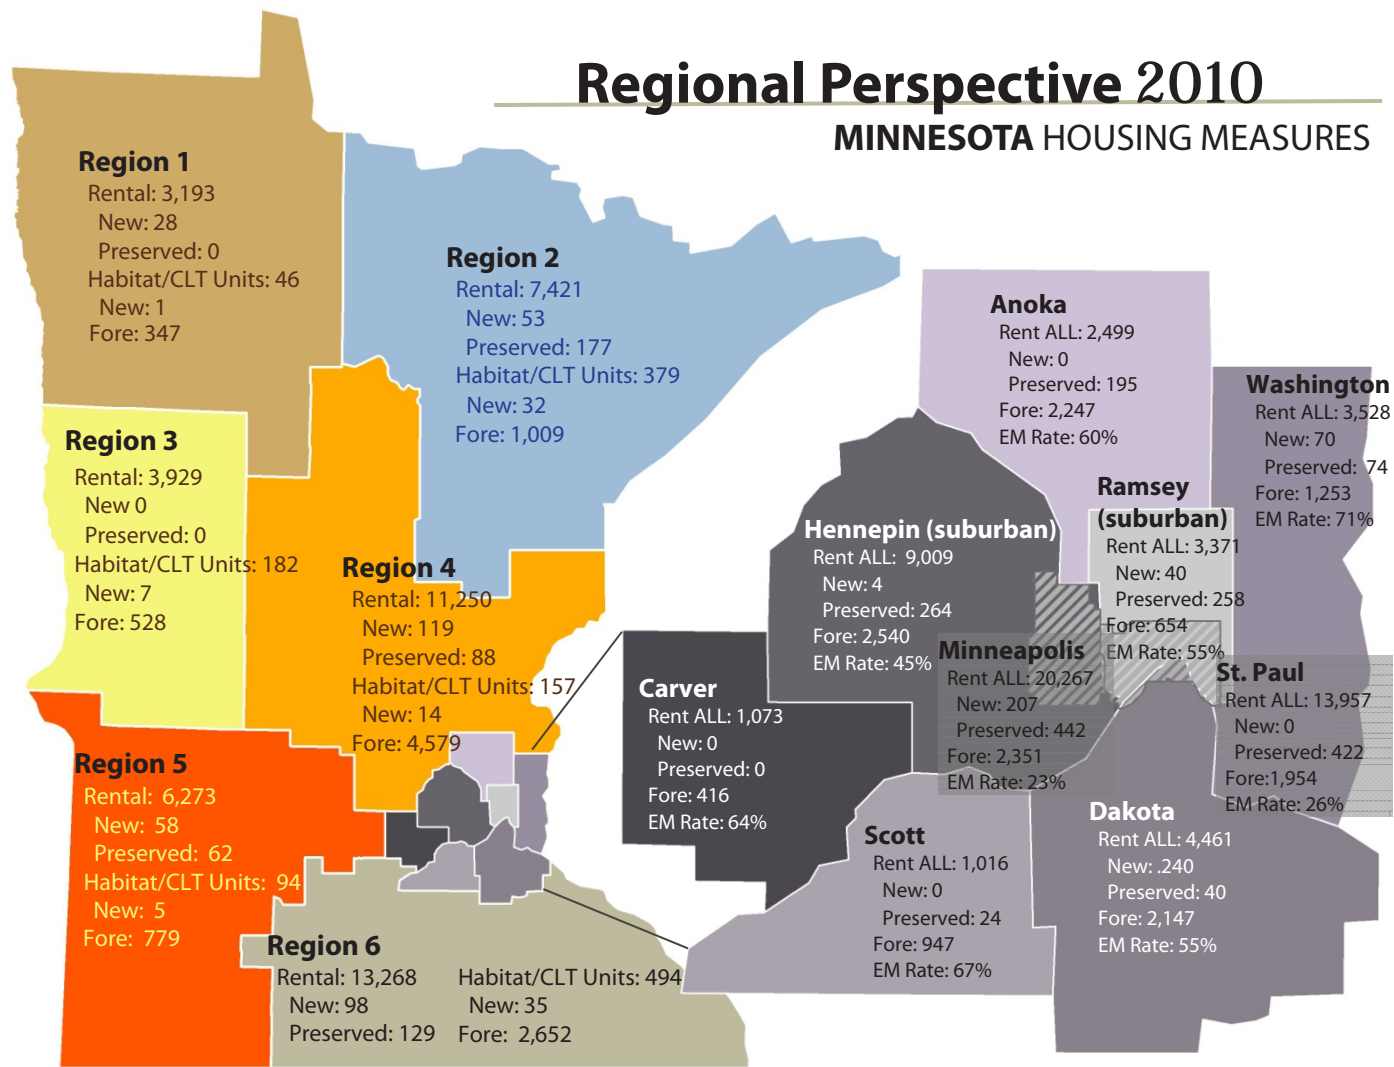 Regional Perspective 2010
MINNESOTA HOUSING MEASURES
Region 1
Rental: 3,193
New: 28
Preserved: 0
Habitat/CLT Units: 46
New: 1
Fore: 347
Region 2
Rental: 7,421
New: 53
Preserved: 177
Habitat/CLT Units: 379
New: 32
Fore: 1,009
Region 3
Rental: 3,929
New 0
Preserved: 0
Habitat/CLT Units: 182
New: 7
Fore: 528
Region 4
Rental: 11,250
New: 119
Preserved: 88
Habitat/CLT Units: 157
New: 14
Fore: 4,579
Region 5
Rental: 6,273
New: 58
Preserved: 62
Habitat/CLT Units: 94
New: 5
Fore: 779
Region 6
Rental: 13,268
New: 98
Preserved: 129
Habitat/CLT Units: 494
New: 35
Fore: 2,652
Anoka
Rent ALL: 2,499
New: 0
Preserved: 195
Fore: 2,247
EM Rate: 60%
Washington
Rent ALL: 3,528
New: 70
Preserved: 74
Fore: 1,253
EM Rate: 71%
Ramsey
(suburban)
Rent ALL: 3,371
New: 40
Preserved: 258
Fore: 654
EM Rate: 55%
Hennepin (suburban)
Rent ALL: 9,009
New: 4
Preserved: 264
Fore: 2,540
EM Rate: 45%
Minneapolis
Rent ALL: 20,267
New: 207
Preserved: 442
Fore: 2,351
EM Rate: 23%
St. Paul
Rent ALL: 13,957
New: 0
Preserved: 422
Fore:1,954
EM Rate: 26%
Carver
Rent ALL: 1,073
New: 0
Preserved: 0
Fore: 416
EM Rate: 64%
Scott
Rent ALL: 1,016
New: 0
Preserved: 24
Fore: 947
EM Rate: 67%
Dakota
Rent ALL: 4,461
New: .240
Preserved: 40
Fore: 2,147
EM Rate: 55%